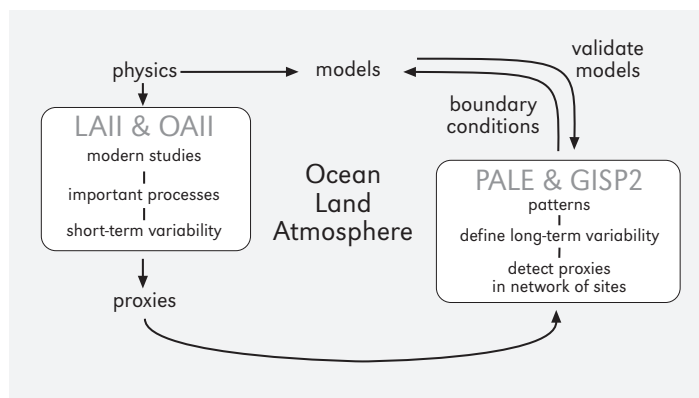 physics
models
validate
models
boundary
conditions
LAII & OAII
modern studies
important processes
short-term variability
Ocean
Land
Atmosphere
PALE & GISP2
patterns
define long-term variability
detect proxies
in network of sites
proxies